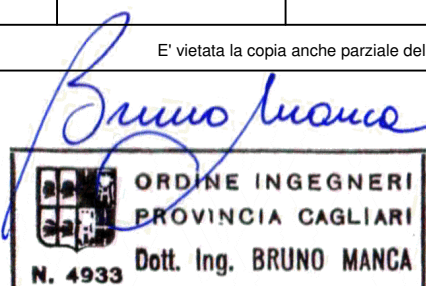 E' vietata la copia anche parziale del
Bruno Manca
ORDINE INGEGNERI
PROVINCIA CAGLIARI
Dott. Ing. BRUNO MANCA
N. 4933